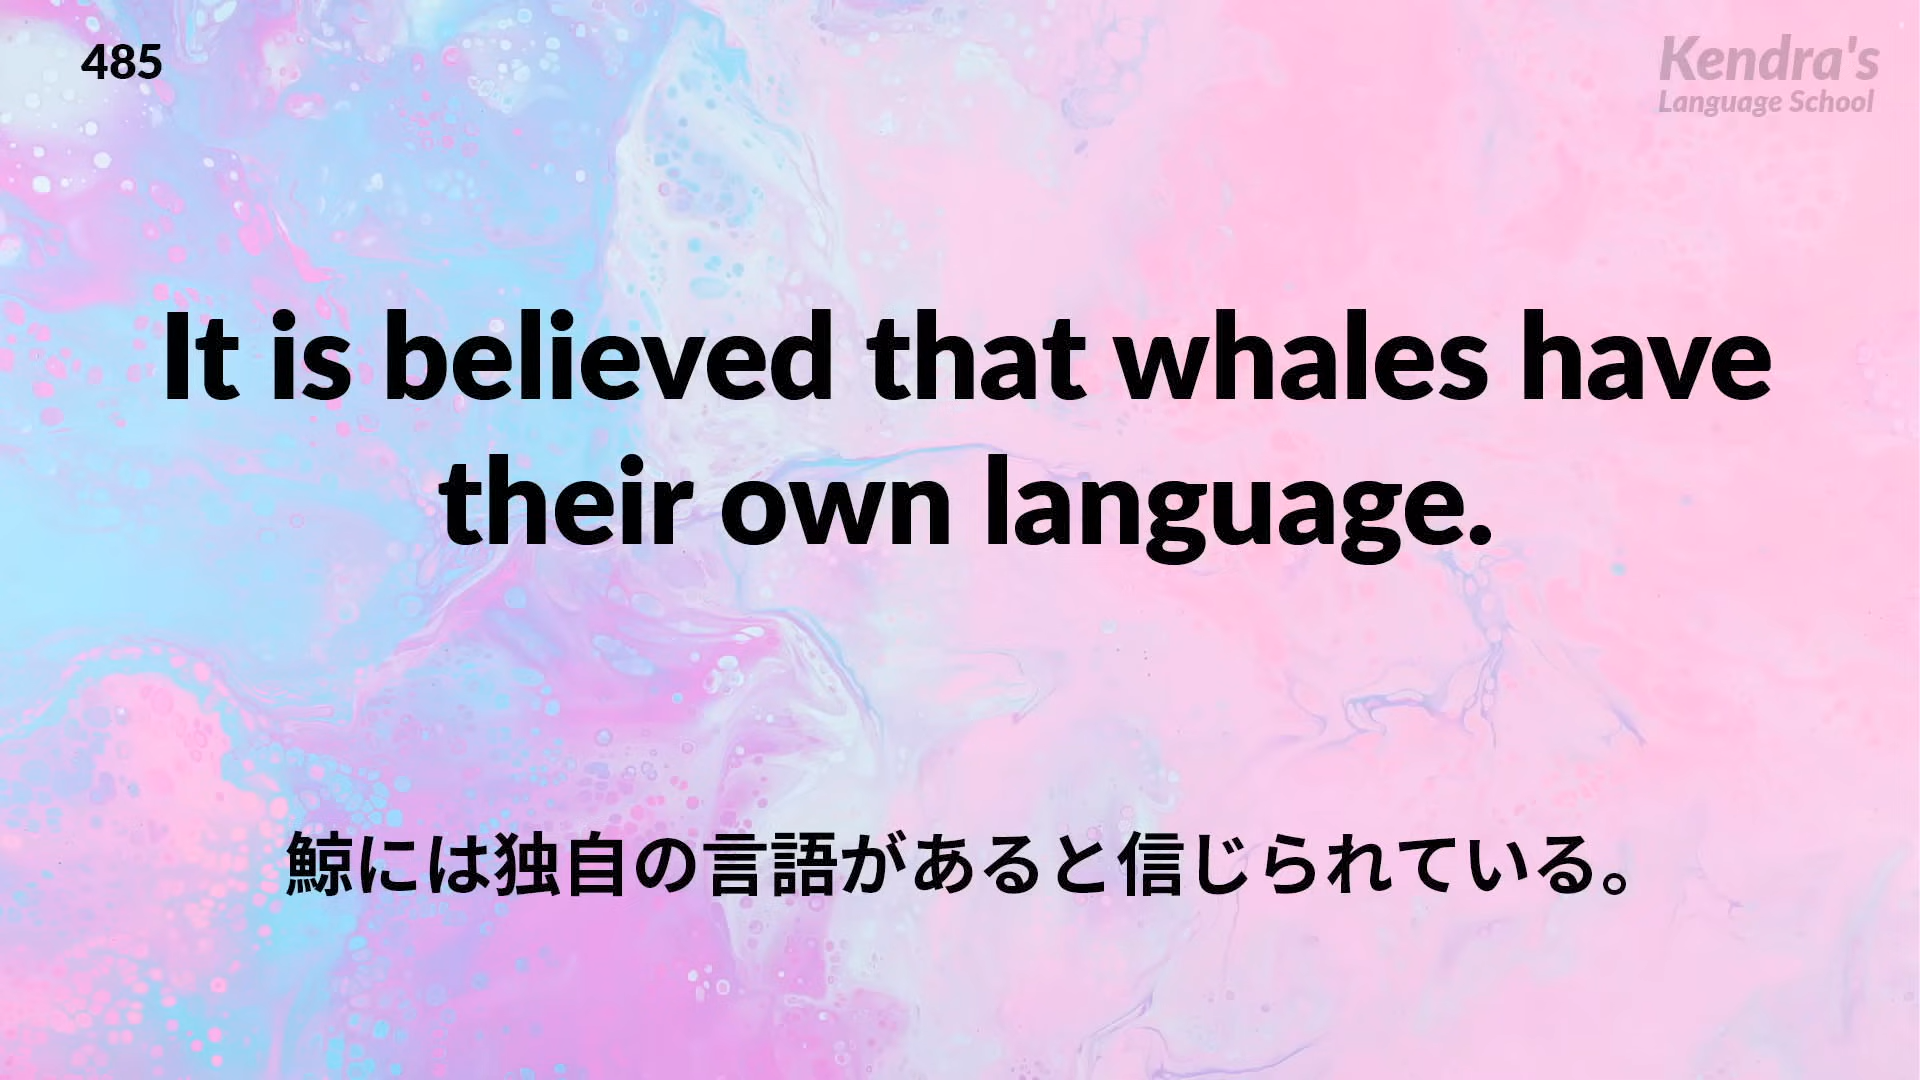 485
Kendra's
Language School
It is believed that whales have
their own language.
鯨には独自の言語があると信じられている。